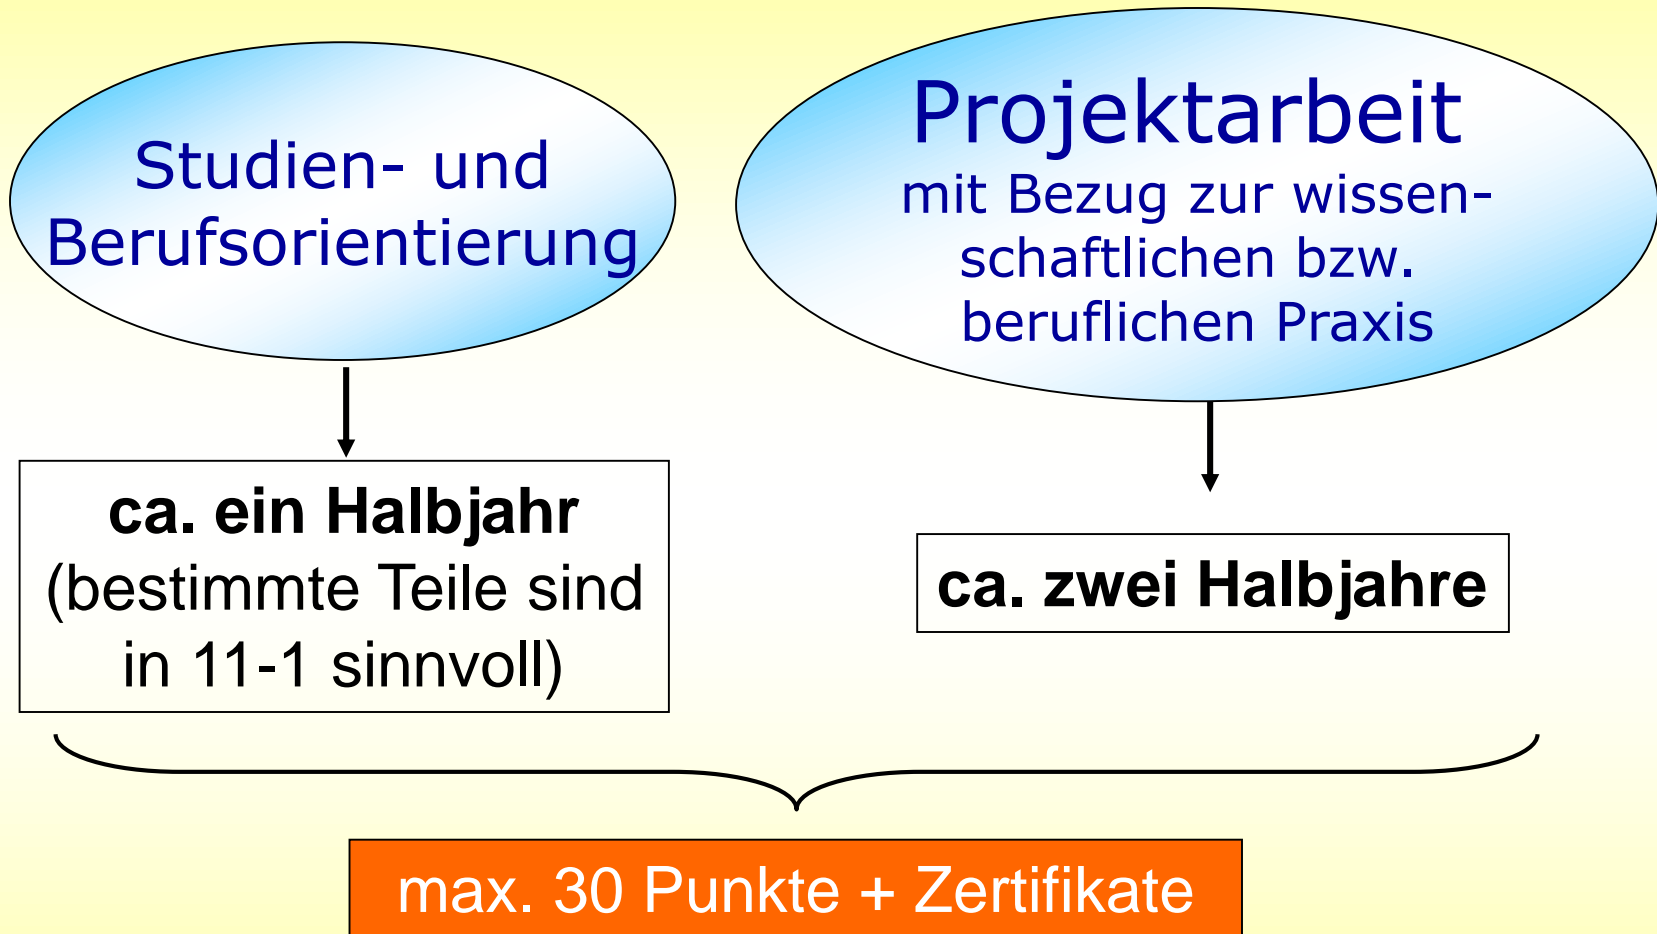 Studien- und
Berufsorientierung
Projektarbeit
mit Bezug zur wissen-
schaftlichen bzw.
beruflichen Praxis
ca. ein Halbjahr
(bestimmte Teile sind
in 11-1 sinnvoll)
ca. zwei Halbjahre
max. 30 Punkte + Zertifikate